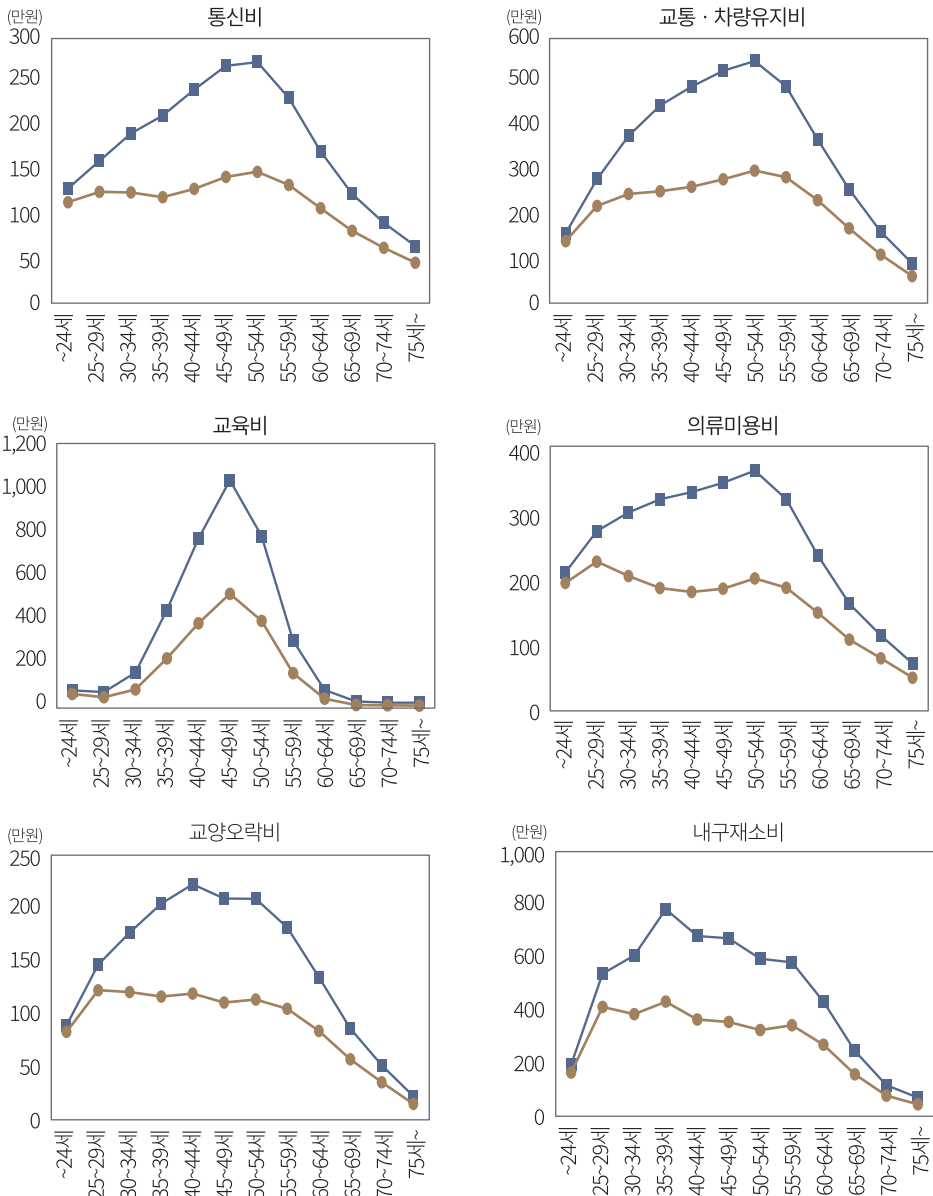 (만원)
통신비
300
250
200
150
100
50
0
~24세
25~29세
30~34세
35~39세
40~44세
45~49세
50~54세
55~59세
60~64세
65~69세
70~74세
75세~
(만원)
교통 · 차량유지비
600
500
400
300
200
100
0
~24세
25~29세
30~34세
35~39세
40~44세
45~49세
50~54세
55~59세
60~64세
65~69세
70~74세
75세~
(만원)
교육비
1,200
1,000
800
600
400
200
0
~24세
25~29세
30~34세
35~39세
40~44세
45~49세
50~54세
55~59세
60~64세
65~69세
70~74세
75세~
(만원)
의류미용비
400
300
200
100
0
~24세
25~29세
30~34세
35~39세
40~44세
45~49세
50~54세
55~59세
60~64세
65~69세
70~74세
75세~
(만원)
교양오락비
250
200
150
100
50
0
~24세
25~29세
30~34세
35~39세
40~44세
45~49세
50~54세
55~59세
60~64세
65~69세
70~74세
75세~
(만원)
내구재소비
1,000
800
600
400
200
0
~24세
25~29세
30~34세
35~39세
40~44세
45~49세
50~54세
55~59세
60~64세
65~69세
70~74세
75세~